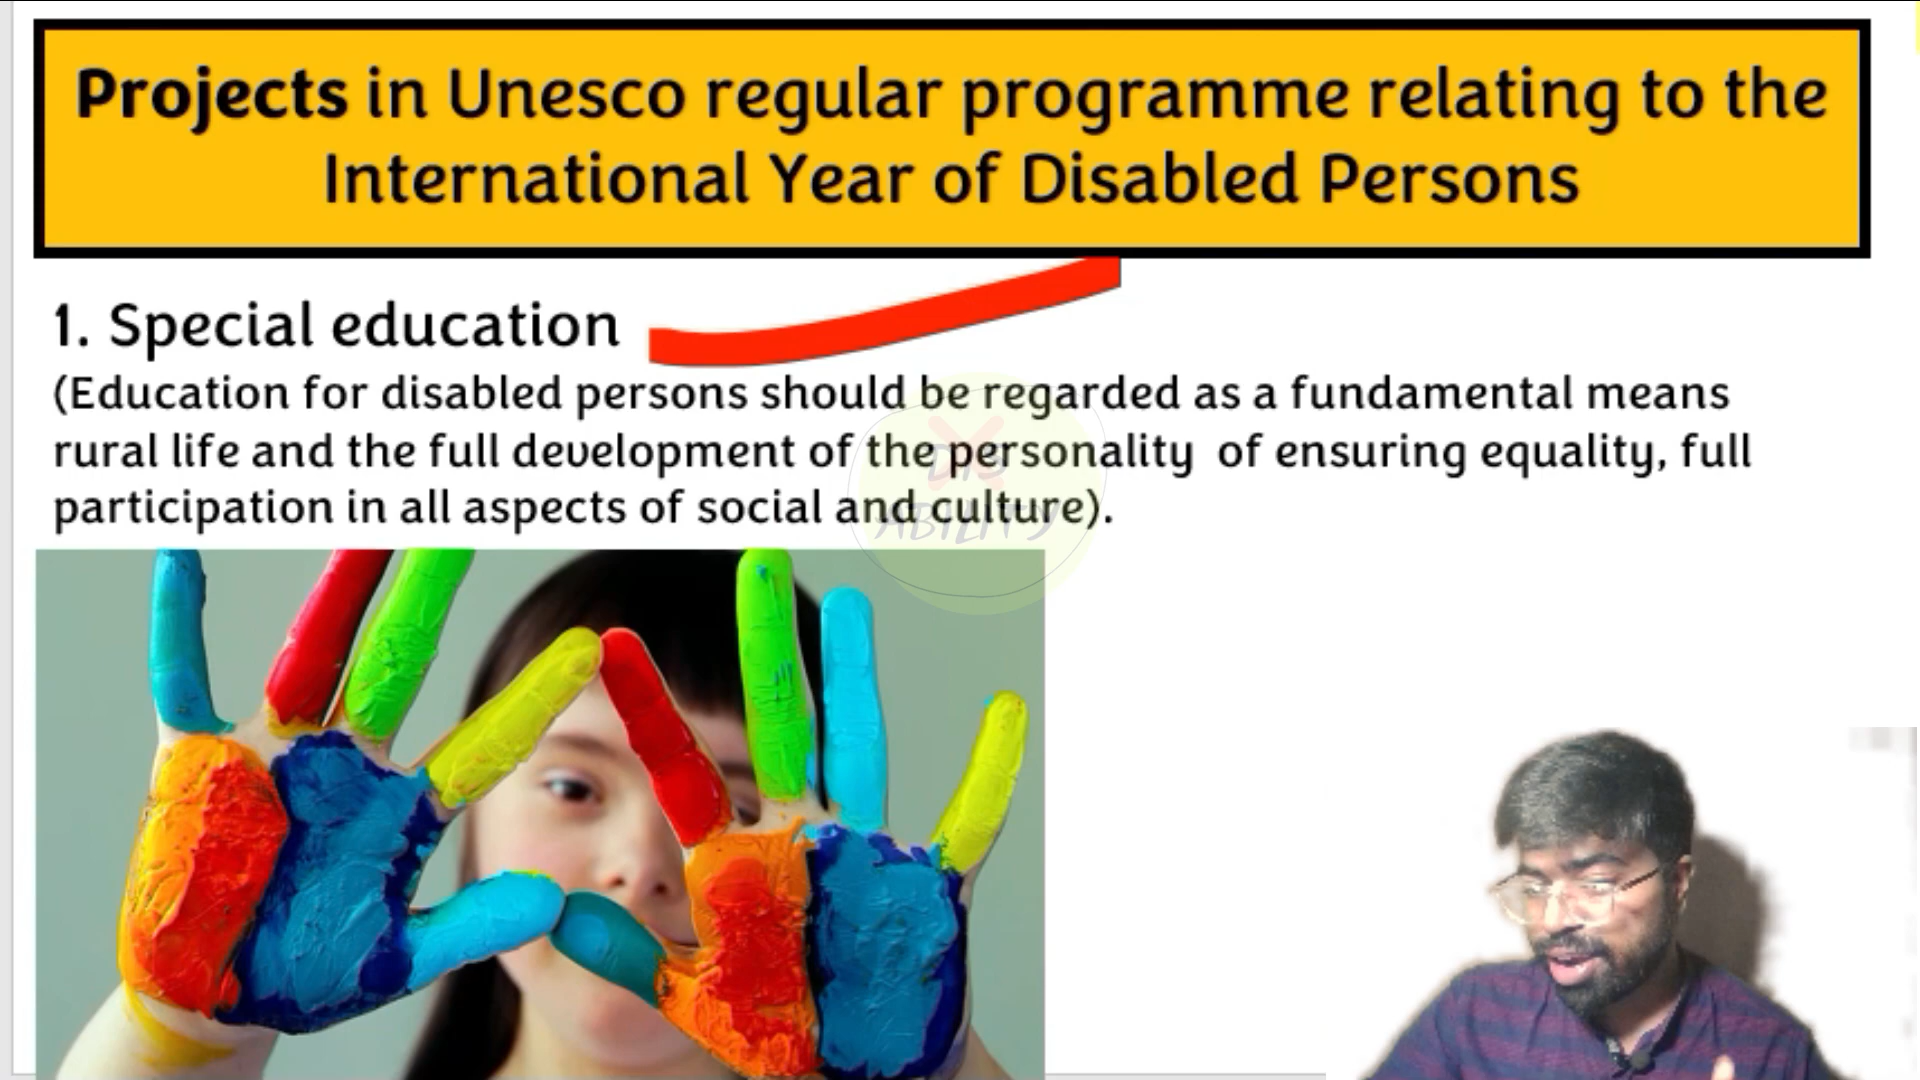 Projects in Unesco regular programme relating to the
International Year of Disabled Persons
1. Special education
(Education for disabled persons should be regarded as a fundamental means
rural life and the full development of the personality of ensuring equality, full
participation in all aspects of social and culture).
DIS
ABILITY